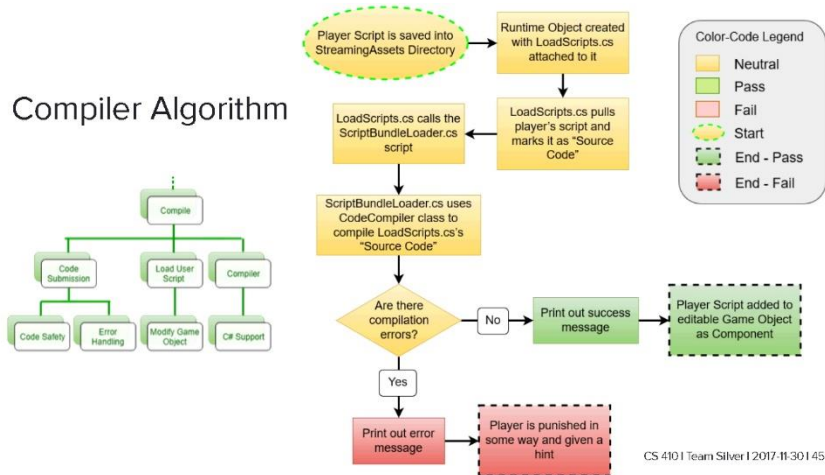 Compiler Algorithm
Player Script is saved into
StreamingAssets Directory
Runtime Object created
with LoadScripts.cs
attached to it
LoadScripts.cs pulls
player's script and
marks it as "Source
Code"
LoadScripts.cs calls the
ScriptBundleLoader.cs
script
ScriptBundleLoader.cs uses
CodeCompiler class to
compile LoadScripts.cs's
"Source Code"
Are there
compilation
errors?
No
Print out success
message
Player Script added to
editable Game Object
as Component
Yes
Print out error
message
Player is punished in
some way and given a
hint
Color-Code Legend
Neutral
Pass
Fail
Start
End - Pass
End - Fail
Compile
Code
Submission
Load User
Script
Compiler
Code Safety
Error
Handling
Modify Game
Object
C# Support
CS 410 | Team Silver | 2017-11-30 | 45